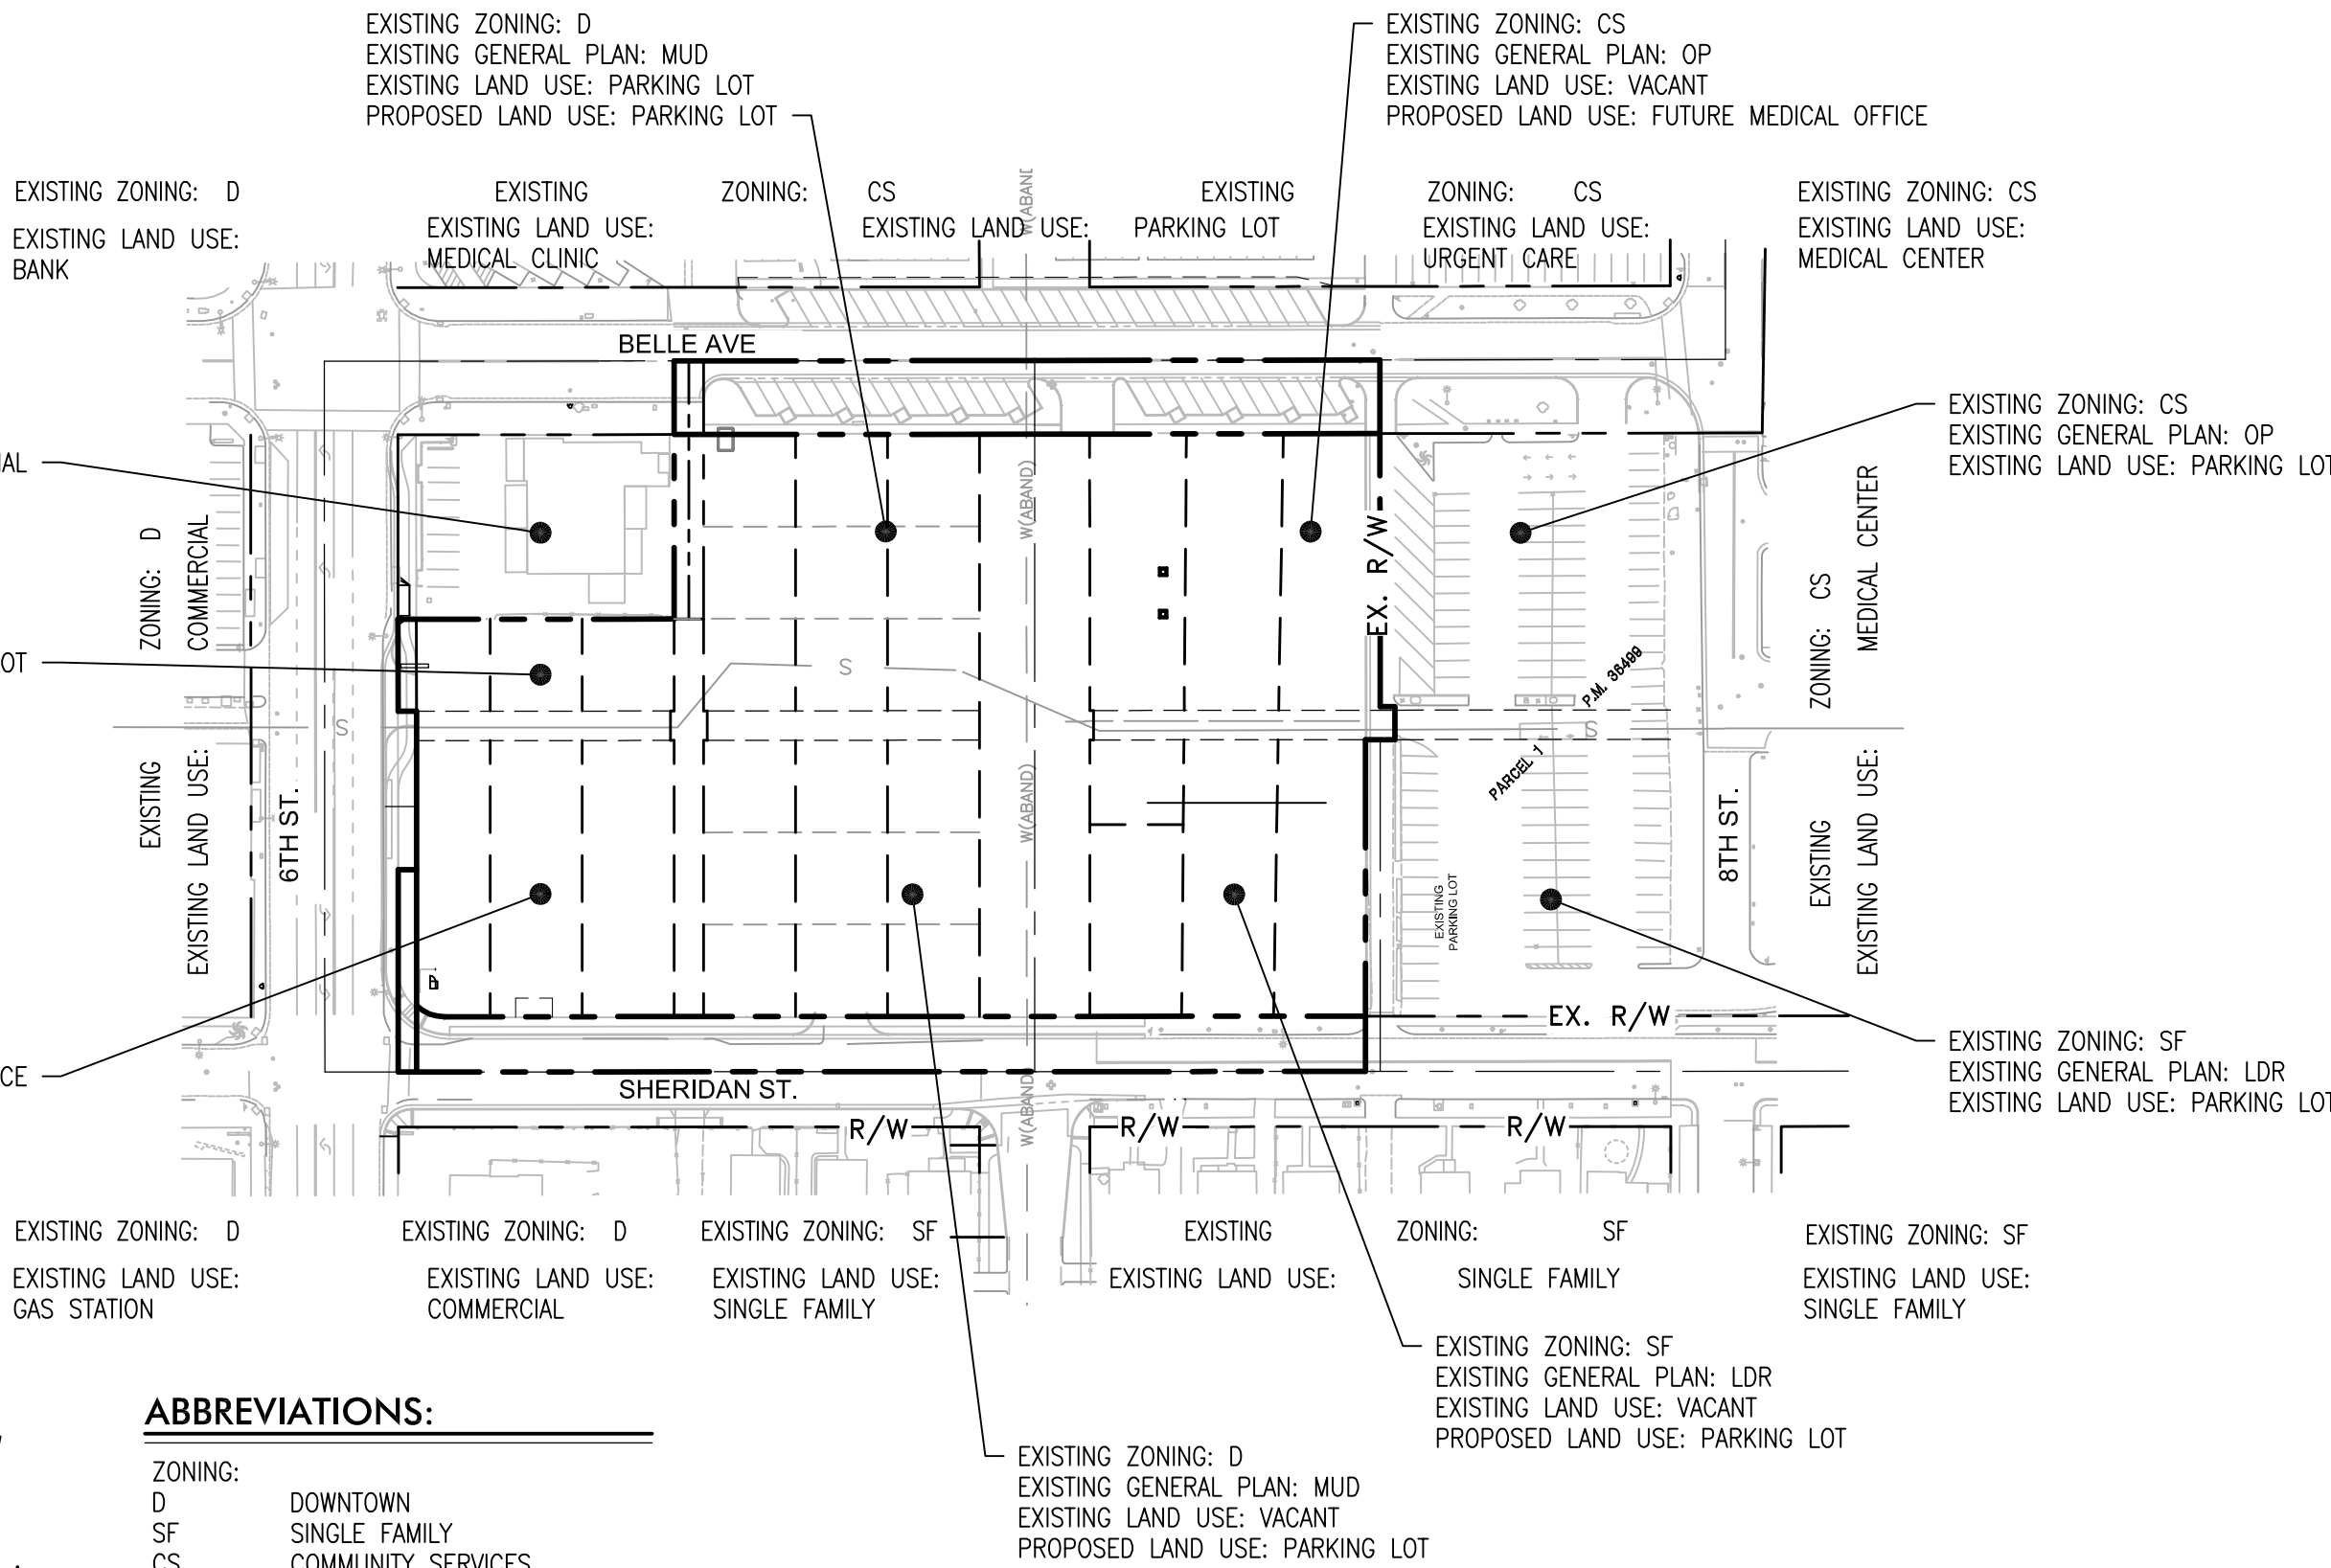 EXISTING ZONING: D
EXISTING GENERAL PLAN: MUD
EXISTING LAND USE: PARKING LOT
PROPOSED LAND USE: PARKING LOT
EXISTING ZONING: CS
EXISTING GENERAL PLAN: OP
EXISTING LAND USE: VACANT
PROPOSED LAND USE: FUTURE MEDICAL OFFICE
EXISTING ZONING: D
EXISTING LAND USE:
BANK
EXISTING ZONING: CS
EXISTING LAND USE:
MEDICAL CLINIC
EXISTING LAND USE: PARKING LOT
EXISTING ZONING: CS
EXISTING LAND USE:
URGENT CARE
EXISTING ZONING: CS
EXISTING LAND USE:
MEDICAL CENTER
W(ABAND
BELLE AVE
EXISTING ZONING: CS
EXISTING GENERAL PLAN: OP
EXISTING LAND USE: PARKING LOT
AL
OT
CE
EXISTING ZONING: D
EXISTING LAND USE: COMMERCIAL
6TH ST.
W(ABAND)
EX. R/W
S
S
S
W(ABAND)
P.M. 36499
PARCEL 1
EXISTING
PARKING LOT
8TH ST.
EXISTING ZONING: CS
EXISTING LAND USE: MEDICAL CENTER
EX. R/W
EXISTING ZONING: SF
EXISTING GENERAL PLAN: LDR
EXISTING LAND USE: PARKING LOT
SHERIDAN ST.
W(ABAND)
R/W
R/W
R/W
EXISTING ZONING: D
EXISTING LAND USE:
GAS STATION
EXISTING ZONING: D
EXISTING LAND USE:
COMMERCIAL
EXISTING ZONING: SF
EXISTING LAND USE:
SINGLE FAMILY
EXISTING ZONING: SF
EXISTING LAND USE: SINGLE FAMILY
EXISTING ZONING: SF
EXISTING LAND USE:
SINGLE FAMILY
EXISTING ZONING: SF
EXISTING GENERAL PLAN: LDR
EXISTING LAND USE: VACANT
PROPOSED LAND USE: PARKING LOT
EXISTING ZONING: D
EXISTING GENERAL PLAN: MUD
EXISTING LAND USE: VACANT
PROPOSED LAND USE: PARKING LOT
ABBREVIATIONS:
ZONING:
D DOWNTOWN
SF SINGLE FAMILY
CS COMMUNITY SERVICES